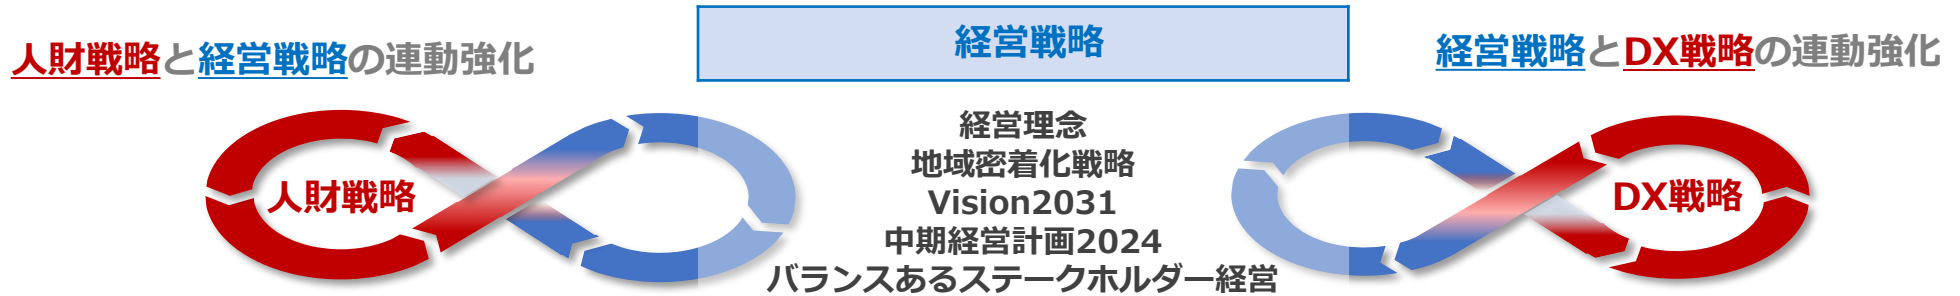 人財戦略と経営戦略の連動強化
経営戦略
経営戦略とDX戦略の連動強化
人財戦略
経営理念
地域密着化戦略
Vision2031
中期経営計画2024
バランスあるステークホルダー経営
DX戦略